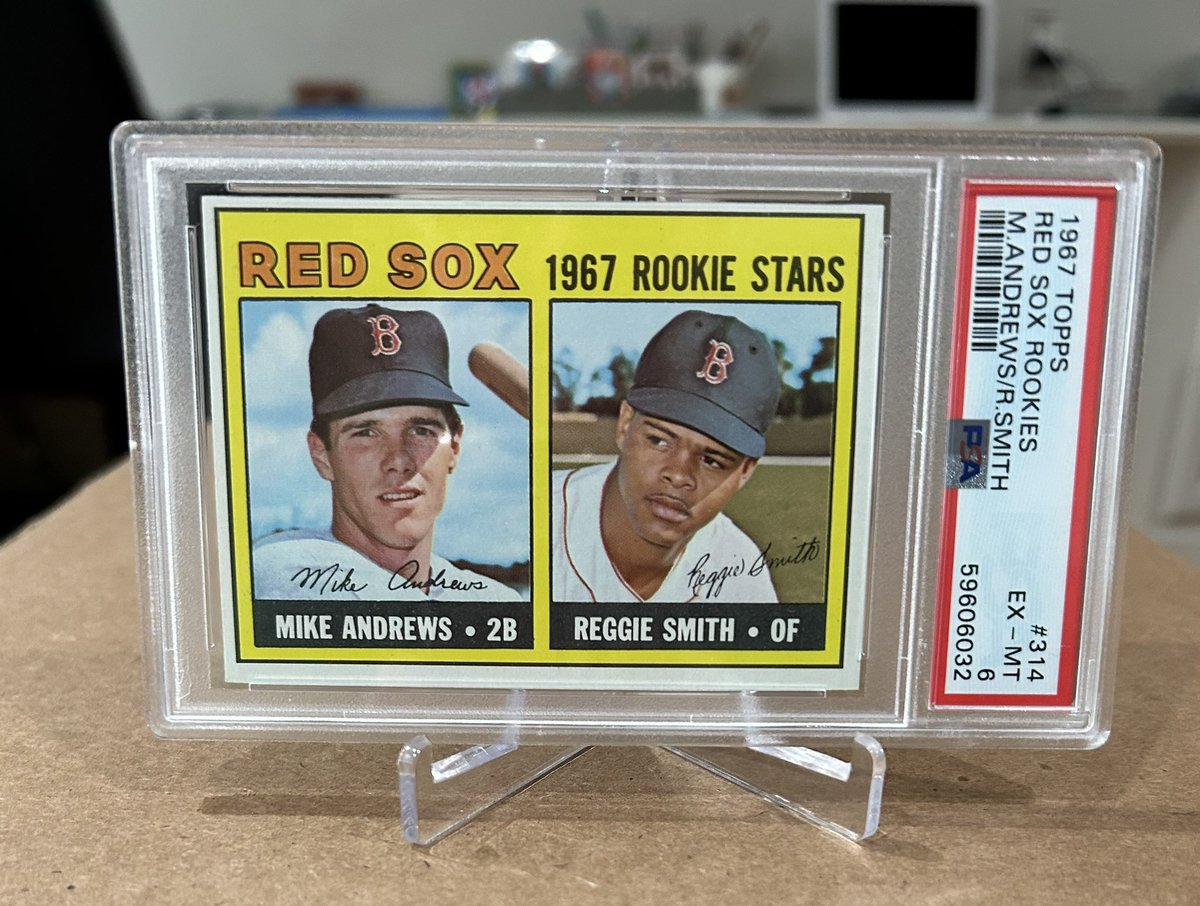 RED SOX
1967 ROOKIE STARS
B
B
Mike Andrews
Reggie Smith
MIKE ANDREWS • 2B
REGGIE SMITH • OF
1967 TOPPS
#314
RED SOX ROOKIES
EX – MT
M.ANDREWS/R.SMITH
6
59606032
PSA